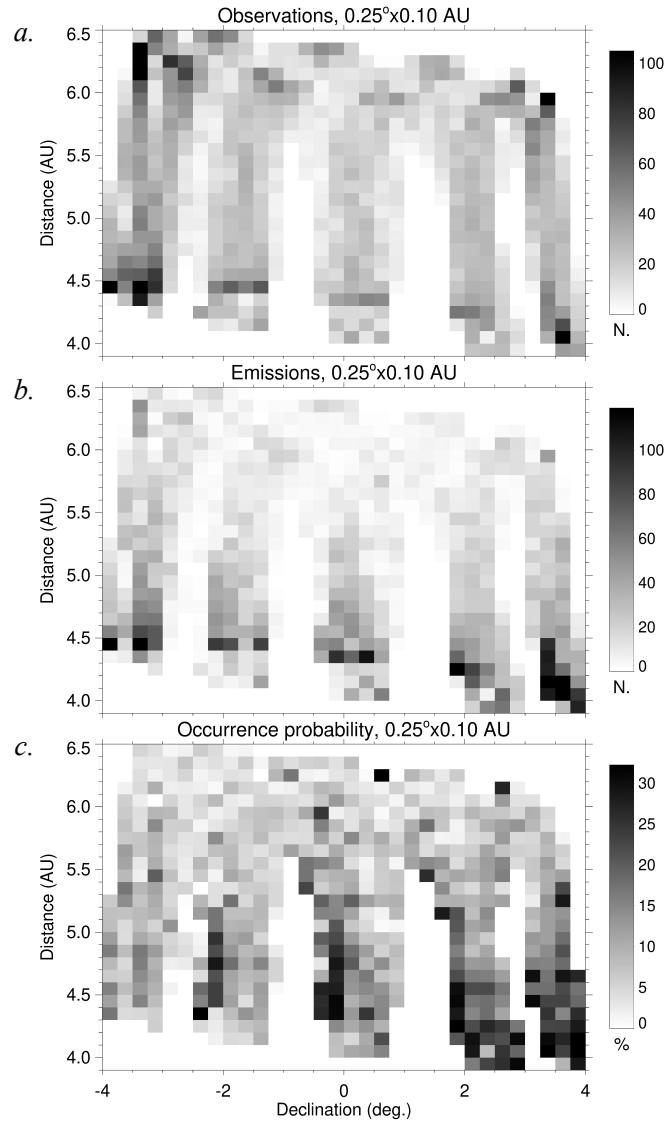 a.
Observations, 0.25°x0.10 AU
6.5
6.0
5.5
5.0
4.5
4.0
Distance (AU)
100
80
60
40
20
0
N.
b.
Emissions, 0.25°x0.10 AU
6.5
6.0
5.5
5.0
4.5
4.0
Distance (AU)
100
80
60
40
20
0
N.
c.
Occurrence probability, 0.25°x0.10 AU
6.5
6.0
5.5
5.0
4.5
4.0
Distance (AU)
30
25
20
15
10
5
0
%
-4 -2 0 2 4
Declination (deg.)